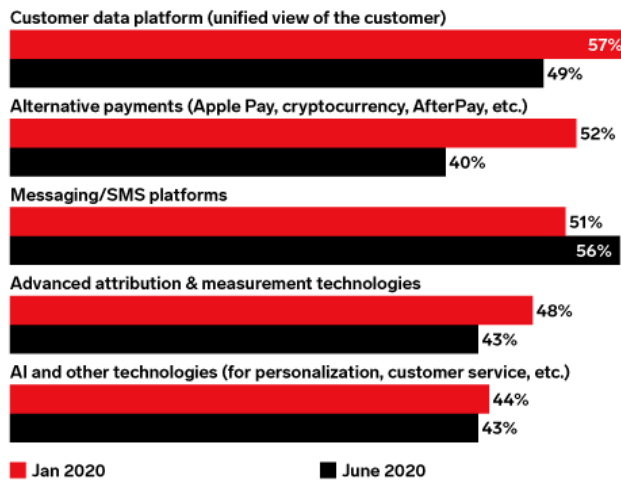 Customer data platform (unified view of the customer)
57%
49%
Alternative payments (Apple Pay, cryptocurrency, AfterPay, etc.)
52%
40%
Messaging/SMS platforms
51%
56%
Advanced attribution & measurement technologies
48%
43%
AI and other technologies (for personalization, customer service, etc.)
44%
43%
Jan 2020 June 2020